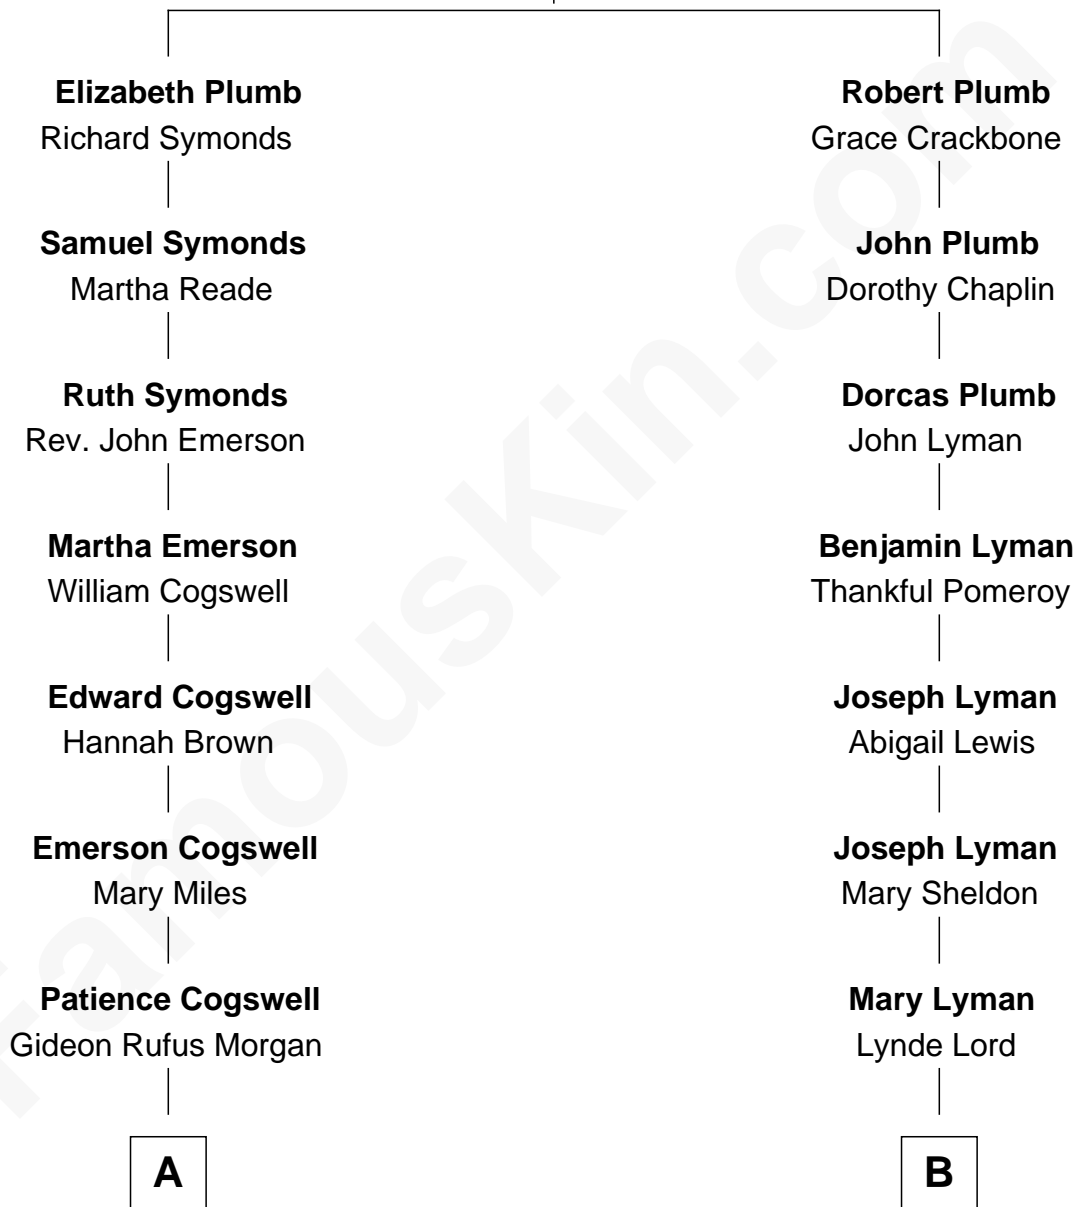 Elizabeth Plumb
Richard Symonds
Samuel Symonds
Martha Reade
Ruth Symonds
Rev. John Emerson
Martha Emerson
William Cogswell
Edward Cogswell
Hannah Brown
Emerson Cogswell
Mary Miles
Patience Cogswell
Gideon Rufus Morgan
A
Robert Plumb
Grace Crackbone
John Plumb
Dorothy Chaplin
Dorcas Plumb
John Lyman
Benjamin Lyman
Thankful Pomeroy
Joseph Lyman
Abigail Lewis
Joseph Lyman
Mary Sheldon
Mary Lyman
Lynde Lord
B
FamousKin.com